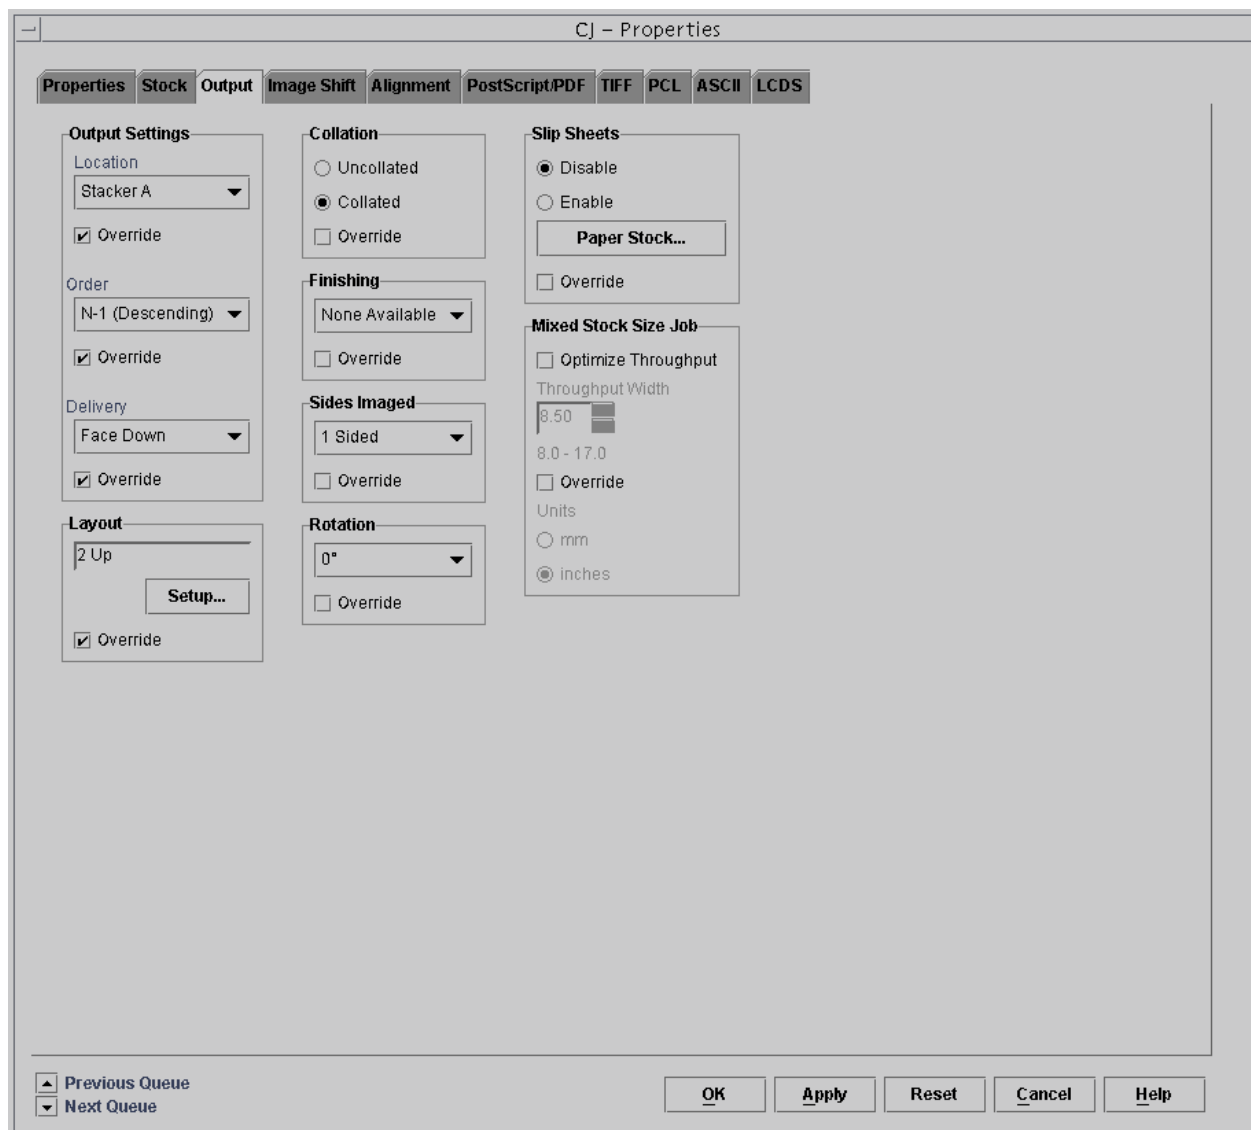 CJ – Properties
Properties Stock Output Image Shift Alignment PostScript/PDF TIFF PCL ASCII LCDS
Output Settings
Location
Stacker A
Override
Order
N-1 (Descending)
Override
Delivery
Face Down
Override
Layout
2 Up
Setup...
Override
Collation
Uncollated
Collated
Override
Finishing
None Available
Override
Sides Imaged
1 Sided
Override
Rotation
0°
Override
Slip Sheets
Disable
Enable
Paper Stock...
Override
Mixed Stock Size Job
Optimize Throughput
Throughput Width
8.50
8.0 - 17.0
Override
Units
mm
inches
Previous Queue
Next Queue
OK Apply Reset Cancel Help